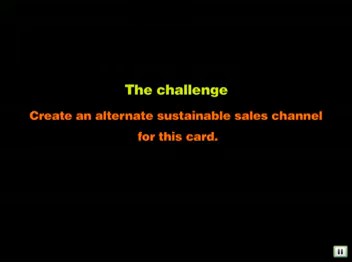 The challenge
Create an alternate sustainable sales channel
for this card.